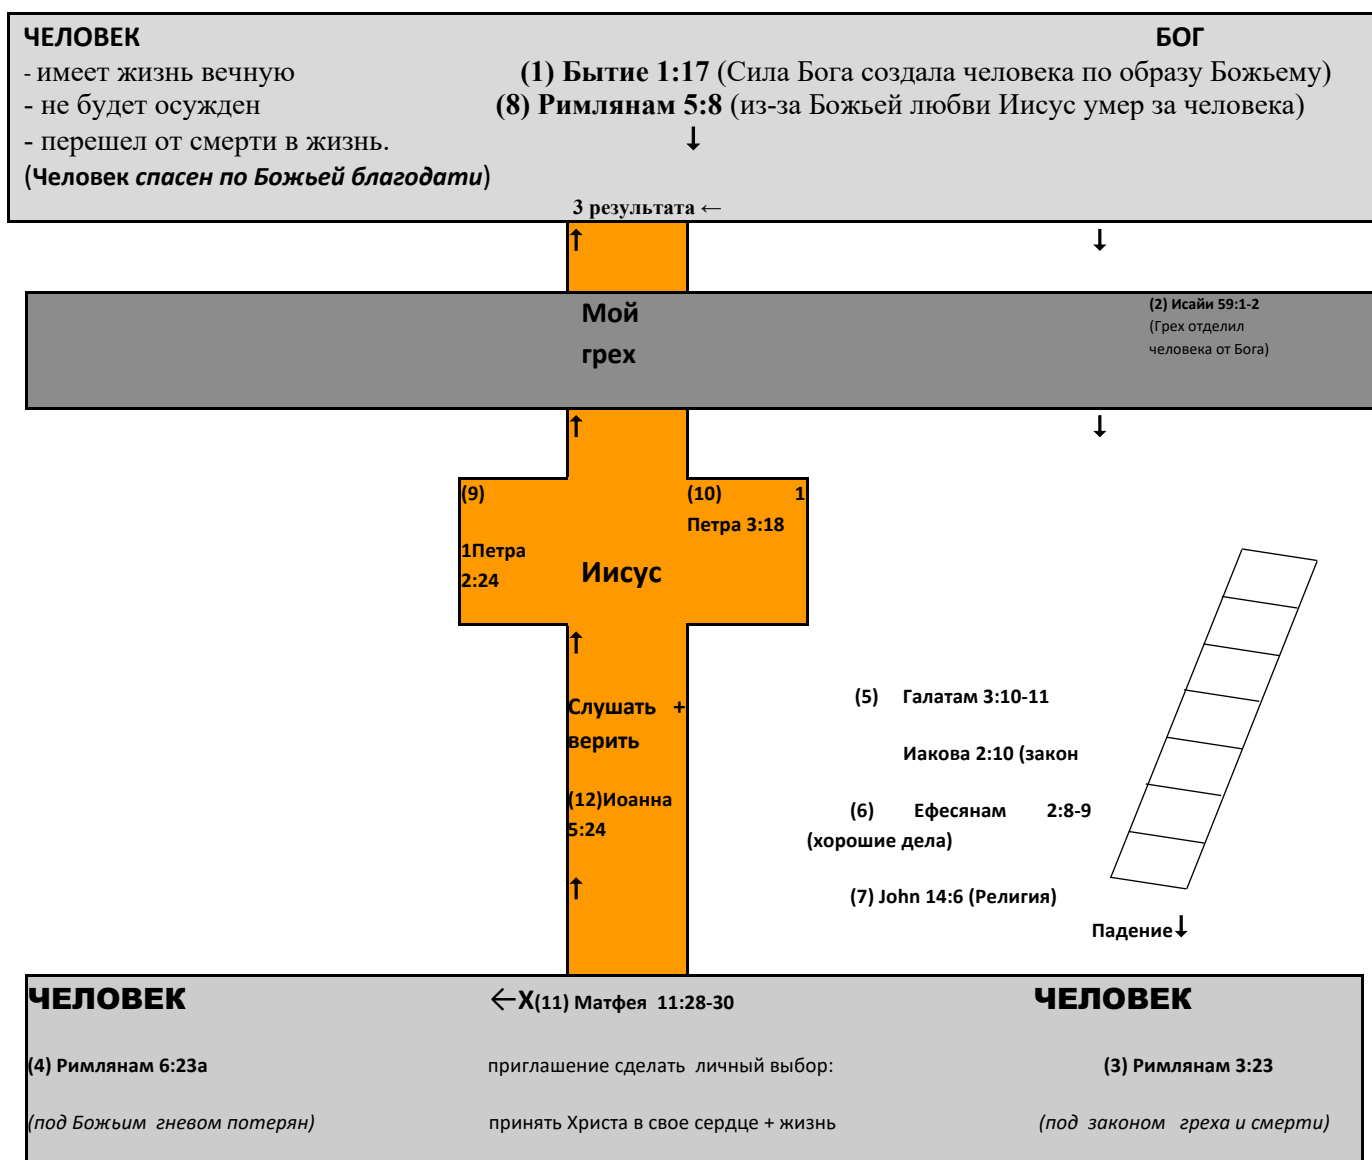 ЧЕЛОВЕК БОГ
- имеет жизнь вечную (1) Бытие 1:17 (Сила Бога создала человека по образу Божьему)
- не будет осужден (8) Римлянам 5:8 (из-за Божьей любви Иисус умер за человека)
- перешел от смерти в жизнь. ↓
(Человек спасен по Божьей благодати)
3 результата ←
↑ ↓
Мой
грех
(2) Исайи 59:1-2
(Грех отделил
человека от Бога)
↑ ↓
(9)
1Петра
2:24
Иисус
(10) 1
Петра 3:18
↑
Слушать +
верить
(12)Иоанна
5:24
↑
(5) Галатам 3:10-11
Иакова 2:10 (закон
(6) Ефесянам 2:8-9
(хорошие дела)
(7) John 14:6 (Религия)
Падение↓
ЧЕЛОВЕК ←X(11) Матфея 11:28-30 ЧЕЛОВЕК
(4) Римлянам 6:23а приглашение сделать личный выбор: (3) Римлянам 3:23
(под Божьим гневом потерян) принять Христа в свое сердце + жизнь (под законом греха и смерти)